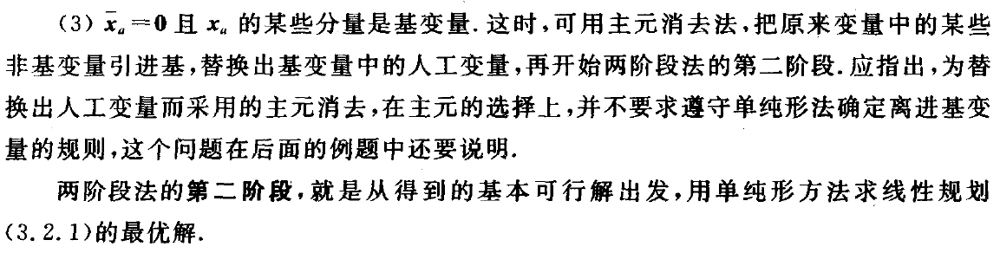 (3) x̄ₐ=0 且 xₐ 的某些分量是基变量. 这时,可用主元消去法,把原来变量中的某些
非基变量引进基,替换出基变量中的人工变量,再开始两阶段法的第二阶段. 应指出,为替
换出人工变量而采用的主元消去,在主元的选择上,并不要求遵守单纯形法确定离进基变
量的规则,这个问题在后面的例题中还要说明.
两阶段法的第二阶段,就是从得到的基本可行解出发,用单纯形方法求线性规划
(3.2.1)的最优解.